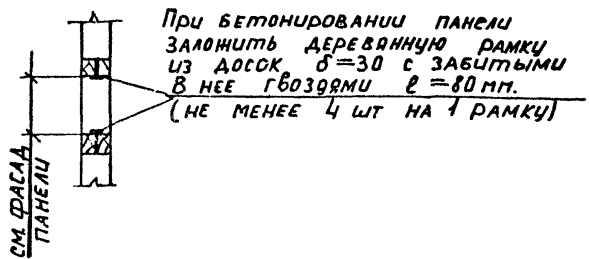 При бетонировании панели
заложить деревянную рамку
из досок δ=30 с забитыми
в нее гвоздями ℓ=80 мм.
(не менее 4 шт на 1 рамку)
см. фасад
панели